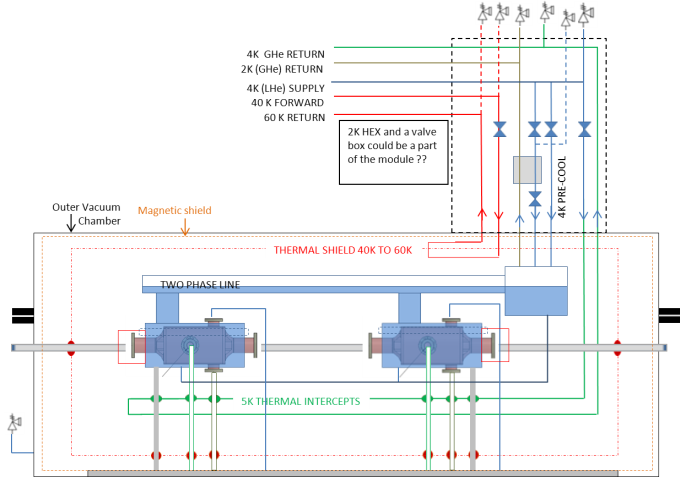 4K GHe RETURN
2K (GHe) RETURN
4K (LHe) SUPPLY
40 K FORWARD
60 K RETURN
2K HEX and a valve
box could be a part
of the module ??
4K PRE-COOL
Outer Vacuum
Chamber
Magnetic shield
THERMAL SHIELD 40K TO 60K
TWO PHASE LINE
5K THERMAL INTERCEPTS